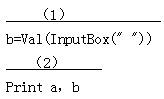 (1)
b=Val(InputBox(" "))
(2)
Print a, b